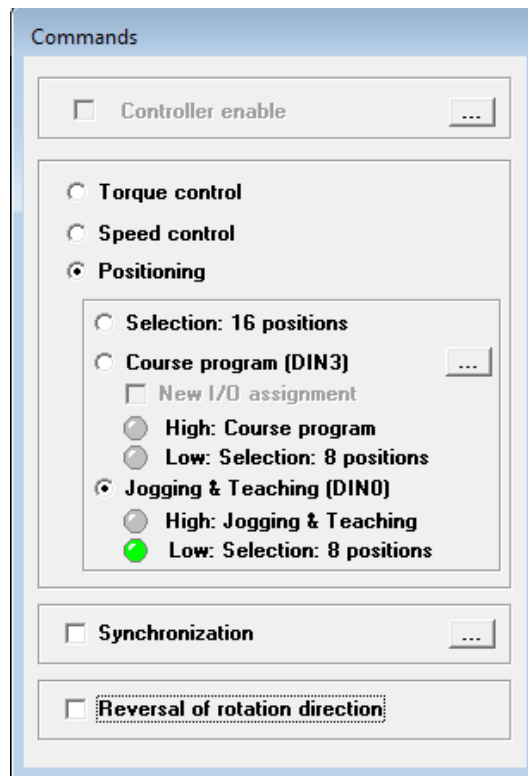 Commands
Controller enable
...
Torque control
Speed control
Positioning
Selection: 16 positions
Course program (DIN3)
...
New I/O assignment
High: Course program
Low: Selection: 8 positions
Jogging & Teaching (DIN0)
High: Jogging & Teaching
Low: Selection: 8 positions
Synchronization
...
Reversal of rotation direction